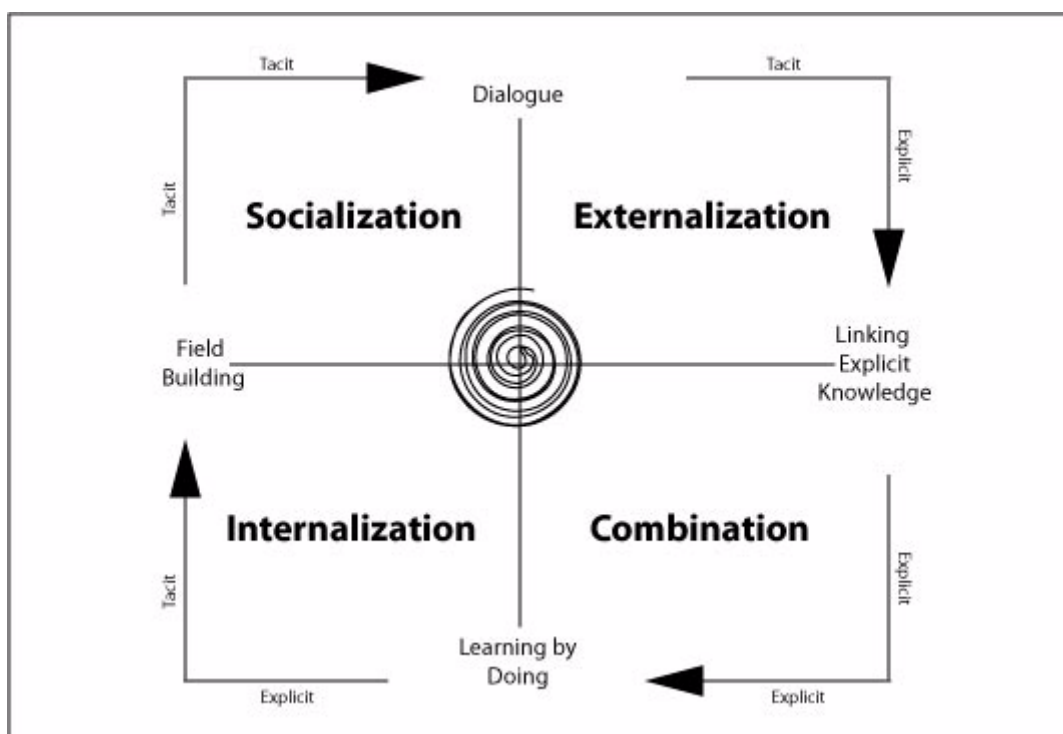 Tacit
Tacit
Dialogue
Tacit
Explicit
Socialization
Externalization
Field
Building
Linking
Explicit
Knowledge
Internalization
Combination
Tacit
Explicit
Learning by
Doing
Explicit
Explicit